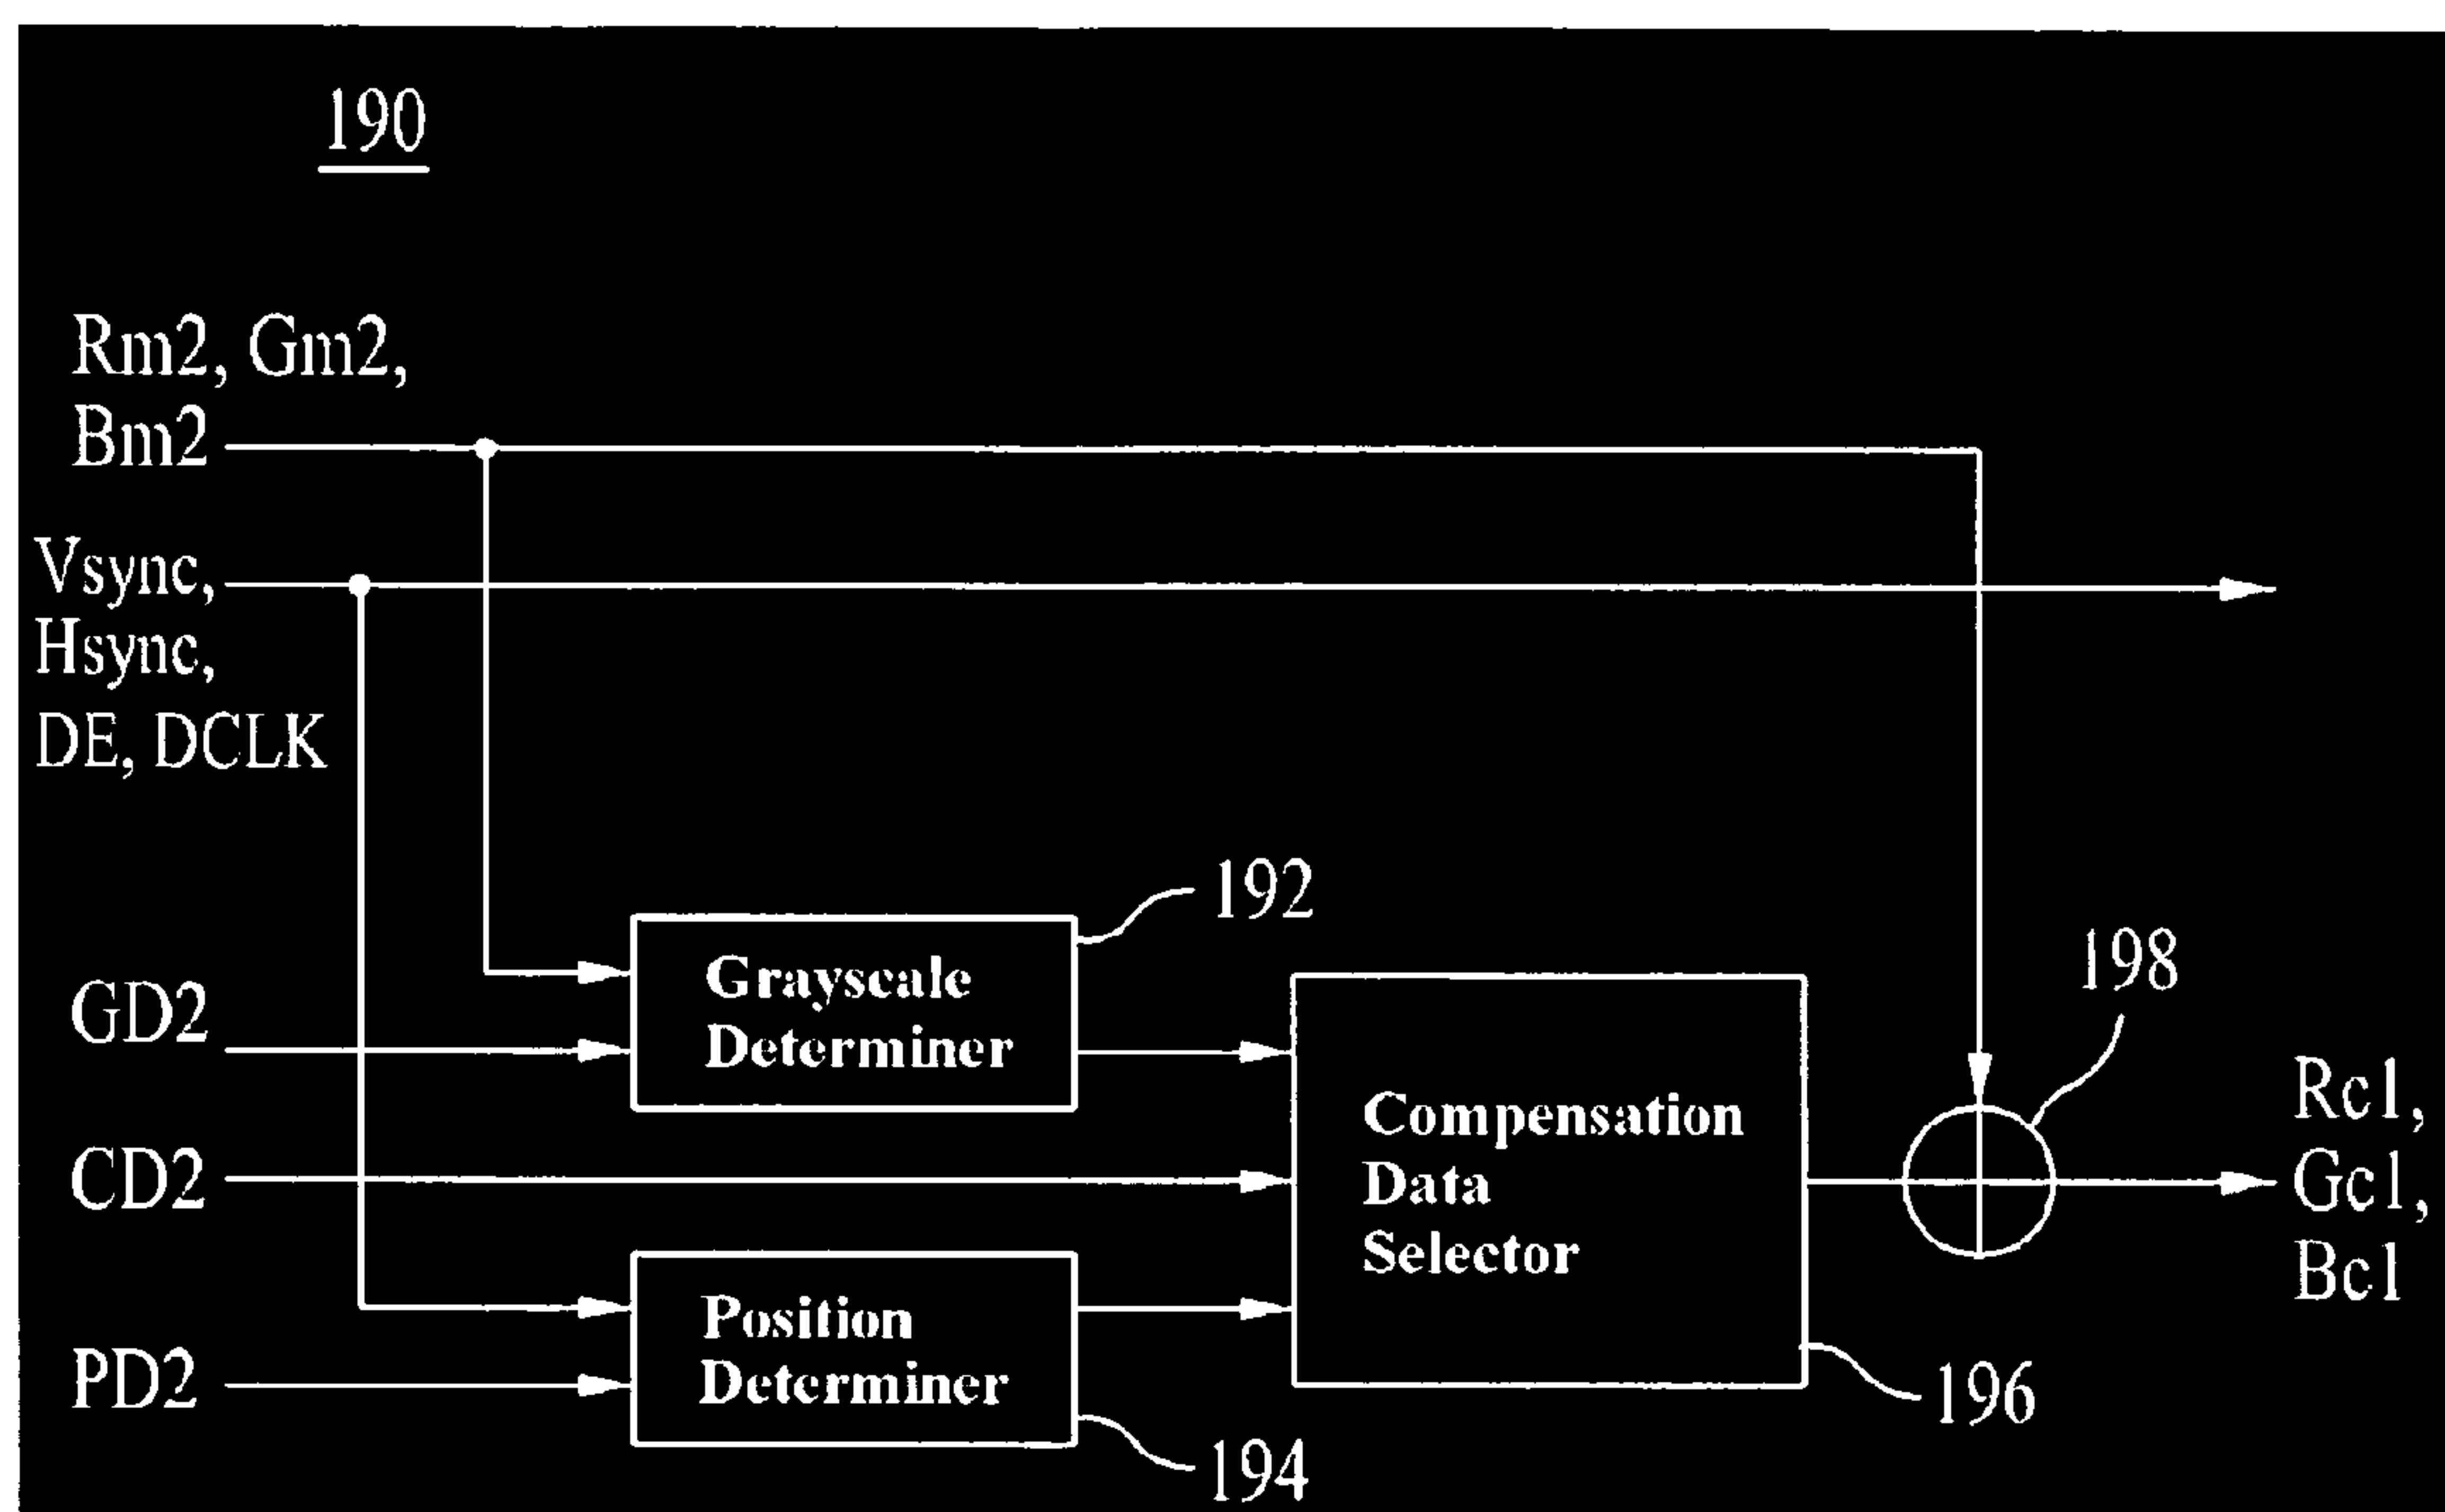 190
Rm2, Gm2,
Bm2
Vsync,
Hsync,
DE, DCLK
192
Grayscale
Determiner
GD2
198
Compensation
Data
Selector
CD2
Rc1,
Gc1,
Bc1
Position
Determiner
PD2
196
194